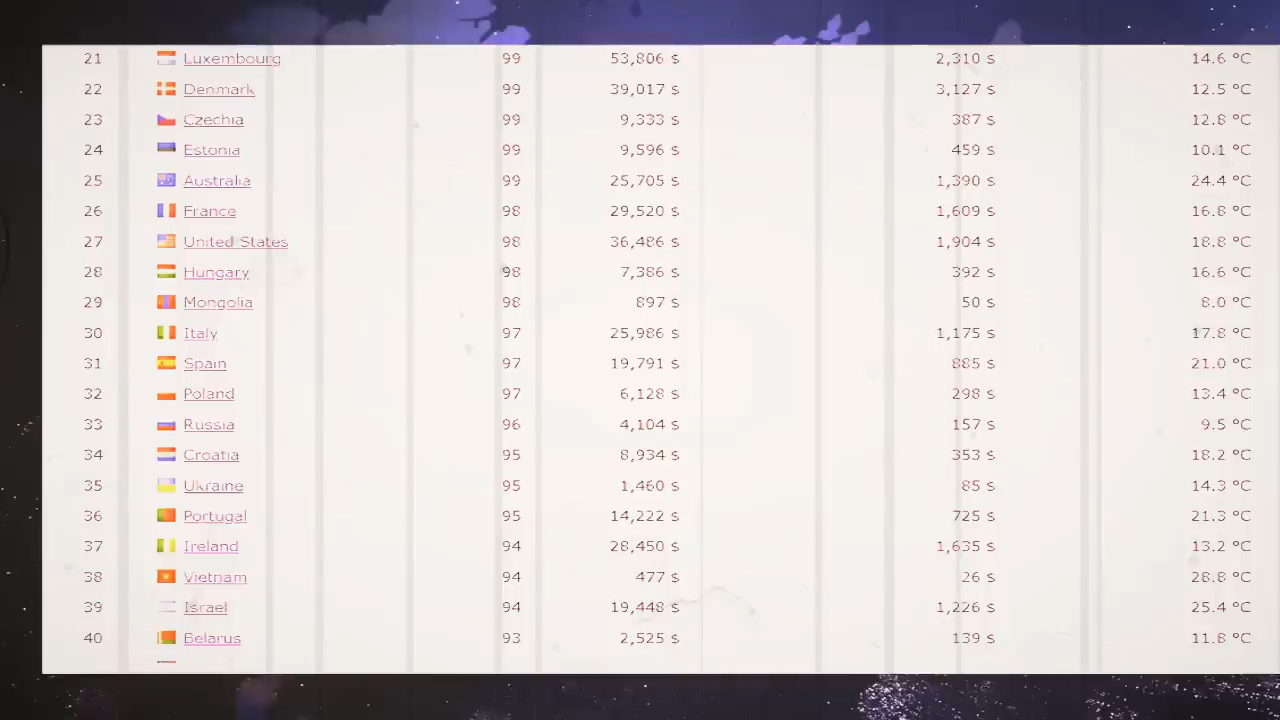 21 Luxembourg 99 53,806 $ 2,310 $ 14.6 °C
22 Denmark 99 39,017 $ 3,127 $ 12.5 °C
23 Czechia 99 9,333 $ 387 $ 12.8 °C
24 Estonia 99 9,596 $ 459 $ 10.1 °C
25 Australia 99 25,705 $ 1,390 $ 24.4 °C
26 France 98 29,520 $ 1,609 $ 16.8 °C
27 United States 98 36,486 $ 1,904 $ 18.8 °C
28 Hungary 98 7,386 $ 392 $ 16.6 °C
29 Mongolia 98 897 $ 50 $ 8.0 °C
30 Italy 97 25,986 $ 1,175 $ 17.8 °C
31 Spain 97 19,791 $ 885 $ 21.0 °C
32 Poland 97 6,128 $ 298 $ 13.4 °C
33 Russia 96 4,104 $ 157 $ 9.5 °C
34 Croatia 95 8,934 $ 353 $ 18.2 °C
35 Ukraine 95 1,460 $ 85 $ 14.3 °C
36 Portugal 95 14,222 $ 725 $ 21.3 °C
37 Ireland 94 28,450 $ 1,635 $ 13.2 °C
38 Vietnam 94 477 $ 26 $ 28.8 °C
39 Israel 94 19,448 $ 1,226 $ 25.4 °C
40 Belarus 93 2,525 $ 139 $ 11.8 °C